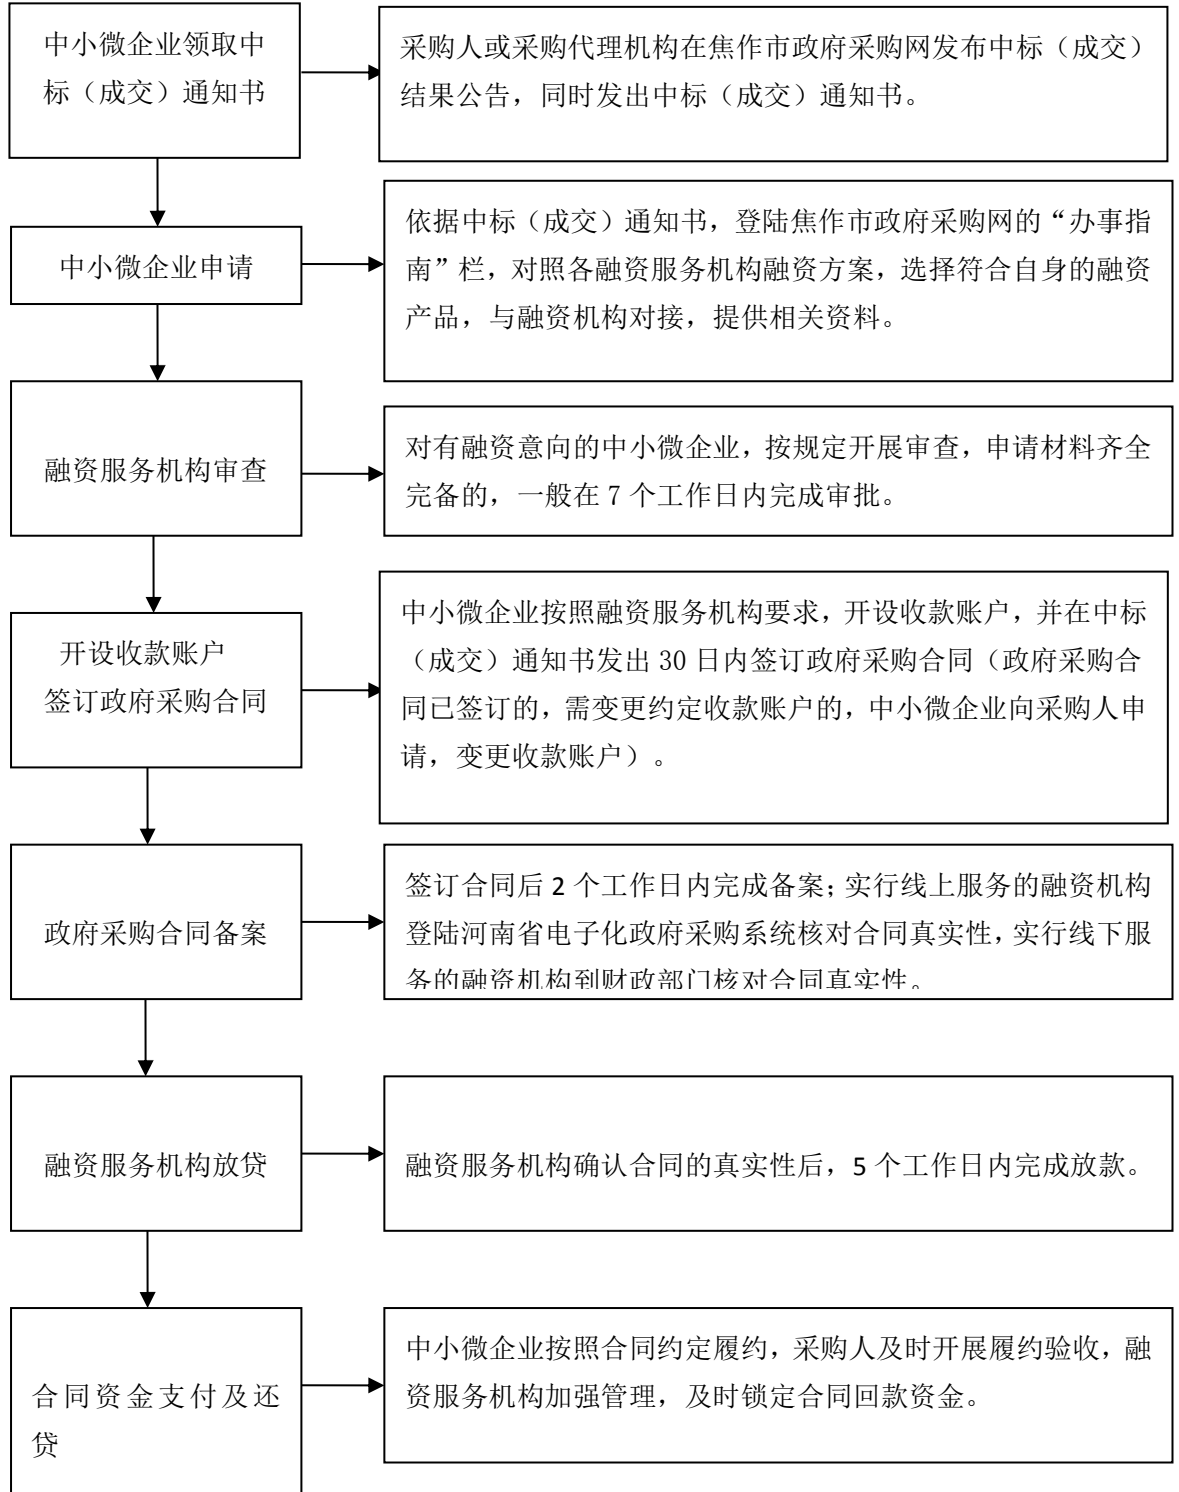 中小微企业领取中
标（成交）通知书
采购人或采购代理机构在焦作市政府采购网发布中标（成交）
结果公告，同时发出中标（成交）通知书。
中小微企业申请
依据中标（成交）通知书，登陆焦作市政府采购网的“办事指
南”栏，对照各融资服务机构融资方案，选择符合自身的融资
产品，与融资机构对接，提供相关资料。
融资服务机构审查
对有融资意向的中小微企业，按规定开展审查，申请材料齐全
完备的，一般在 7 个工作日内完成审批。
开设收款账户
签订政府采购合同
中小微企业按照融资服务机构要求，开设收款账户，并在中标
（成交）通知书发出 30 日内签订政府采购合同（政府采购合
同已签订的，需变更约定收款账户的，中小微企业向采购人申
请，变更收款账户）。
政府采购合同备案
签订合同后 2 个工作日内完成备案；实行线上服务的融资机构
登陆河南省电子化政府采购系统核对合同真实性，实行线下服
务的融资机构到财政部门核对合同真实性。
融资服务机构放贷
融资服务机构确认合同的真实性后，5 个工作日内完成放款。
合同资金支付及还
贷
中小微企业按照合同约定履约，采购人及时开展履约验收，融
资服务机构加强管理，及时锁定合同回款资金。